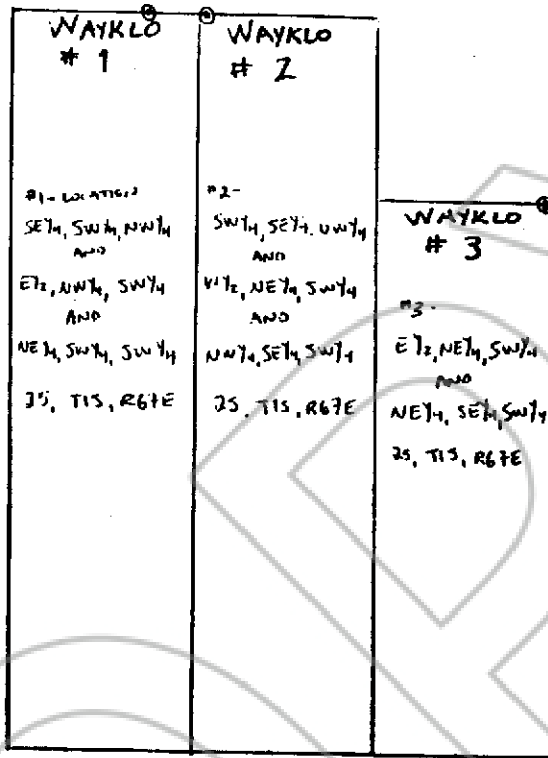 WAYKLO
# 1
#1- LOCATION
SE¼, SW¼, NW¼
AND
E½, NW¼, SW¼
AND
NE¼, SW¼, SW¼
25, T1S, R67E
WAYKLO
# 2
#2-
SW¼, SE¼, NW¼
AND
W½, NE¼, SW¼
AND
NW¼, SE¼, SW¼
25, T1S, R67E
WAYKLO
# 3
#3-
E½, NE¼, SW¼
AND
NE¼, SE¼, SW¼
25, T1S, R67E